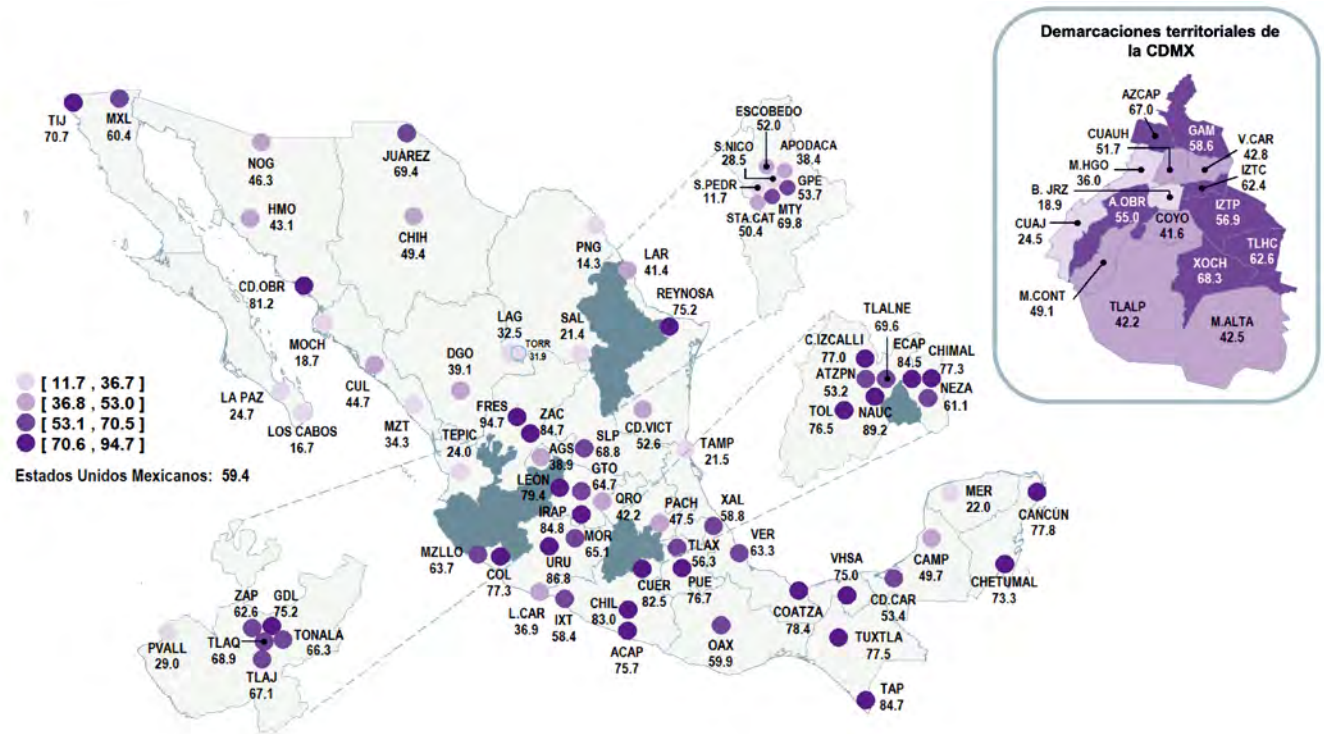 Demarcaciones territoriales de
la CDMX
AZCAP
67.0
GAM
58.6
CUAUH
51.7
V.CAR
42.8
M.HGO
36.0
IZTC
62.4
B. JRZ
18.9
A.OBR
55.0
IZTP
56.9
CUAJ
24.5
COYO
41.6
TLHC
62.6
XOCH
68.3
M.CONT
49.1
TLALP
42.2
M.ALTA
42.5
TIJ
70.7
MXL
60.4
NOG
46.3
JUÁREZ
69.4
HMO
43.1
CHIH
49.4
CD.OBR
81.2
MOCH
18.7
LA PAZ
24.7
LOS CABOS
16.7
CUL
44.7
MZT
34.3
DGO
39.1
LAG
32.5
TORR
31.9
SAL
21.4
PNG
14.3
LAR
41.4
REYNOSA
75.2
ESCOBEDO
52.0
APODACA
38.4
S.NICO
28.5
S.PEDR
11.7
GPE
53.7
STA.CAT
50.4
MTY
69.8
[ 11.7 , 36.7 ]
[ 36.8 , 53.0 ]
[ 53.1 , 70.5 ]
[ 70.6 , 94.7 ]
Estados Unidos Mexicanos: 59.4
FRES
94.7
ZAC
84.7
TEPIC
24.0
AGS
38.9
SLP
68.8
CD.VICT
52.6
TAMP
21.5
LEÓN
79.4
GTO
64.7
IRAP
84.8
QRO
42.2
PACH
47.5
XAL
58.8
MOR
65.1
TLAX
56.3
VER
63.3
MZLLO
63.7
COL
77.3
URU
86.8
L.CAR
36.9
IXT
58.4
CUER
82.5
PUE
76.7
CHIL
83.0
ACAP
75.7
OAX
59.9
COATZA
78.4
VHSA
75.0
CD.CAR
53.4
TUXTLA
77.5
TAP
84.7
MER
22.0
CANCÚN
77.8
CAMP
49.7
CHETUMAL
73.3
TLALNE
69.6
C.IZCALLI
77.0
ECAP
84.5
CHIMAL
77.3
ATZPN
53.2
NEZA
61.1
TOL
76.5
NAUC
89.2
ZAP
62.6
GDL
75.2
TONALÁ
66.3
PVALL
29.0
TLAQ
68.9
TLAJ
67.1